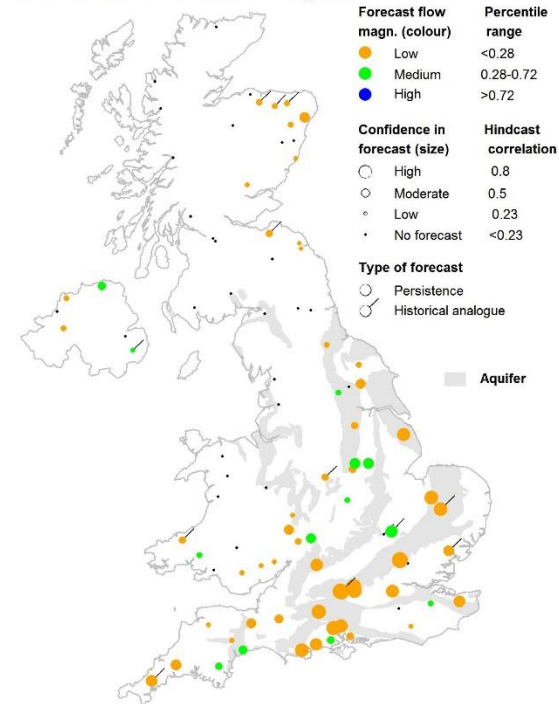 Forecast flow Percentile
magn. (colour) range
Low <0.28
Medium 0.28-0.72
High >0.72
Confidence in Hindcast
forecast (size) correlation
High 0.8
Moderate 0.5
Low 0.23
No forecast <0.23
Type of forecast
Persistence
Historical analogue
Aquifer